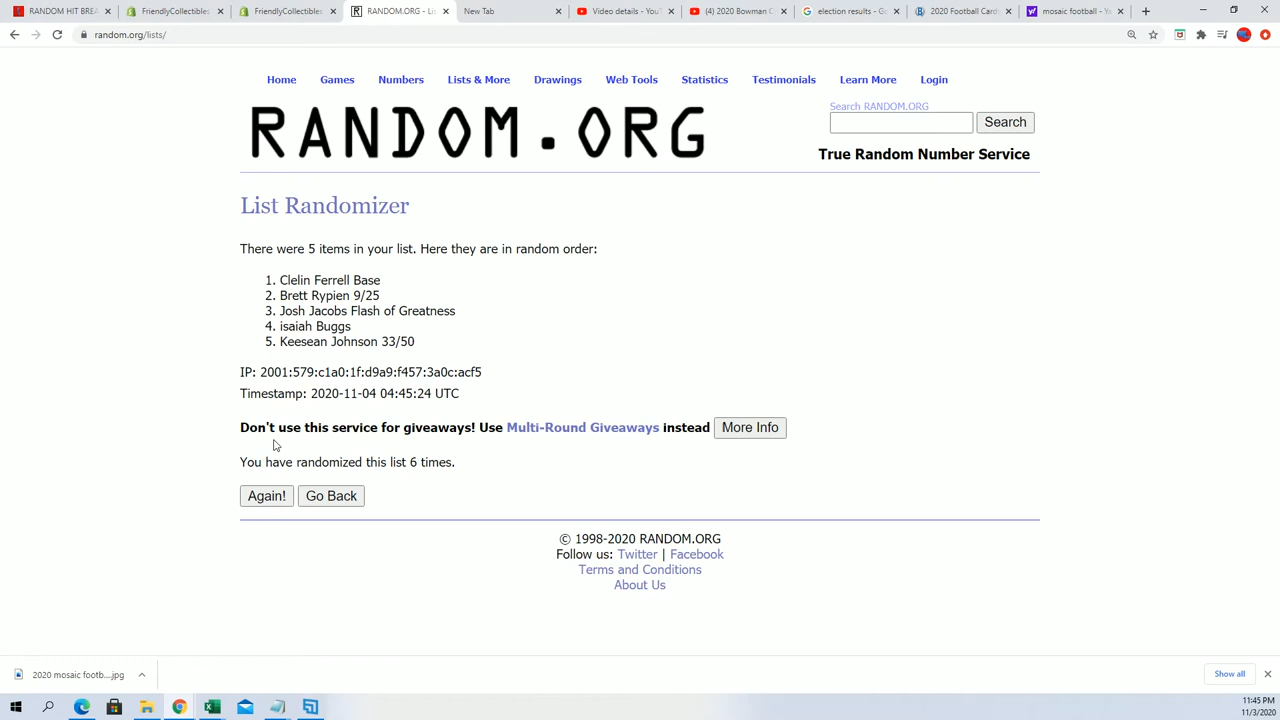 RANDOM HIT BREA
FriendlyCollectibles
FriendlyCollectibles
RANDOM.ORG - Lis
New Tab
Video details - YouT
(4) 2020 Bowman C
election results - Go
2020 Football Cards
mosaic football - Yo
random.org/lists/
Home Games Numbers Lists & More Drawings Web Tools Statistics Testimonials Learn More Login
RANDOM.ORG
Search RANDOM.ORG
Search
True Random Number Service
List Randomizer
There were 5 items in your list. Here they are in random order:
1. Clelin Ferrell Base
2. Brett Rypien 9/25
3. Josh Jacobs Flash of Greatness
4. isaiah Buggs
5. Keesean Johnson 33/50
IP: 2001:579:c1a0:1f:d9a9:f457:3a0c:acf5
Timestamp: 2020-11-04 04:45:24 UTC
Don't use this service for giveaways! Use Multi-Round Giveaways instead More Info
You have randomized this list 6 times.
Again! Go Back
© 1998-2020 RANDOM.ORG
Follow us: Twitter | Facebook
Terms and Conditions
About Us
2020 mosaic footb....jpg
Show all
11:45 PM
11/3/2020